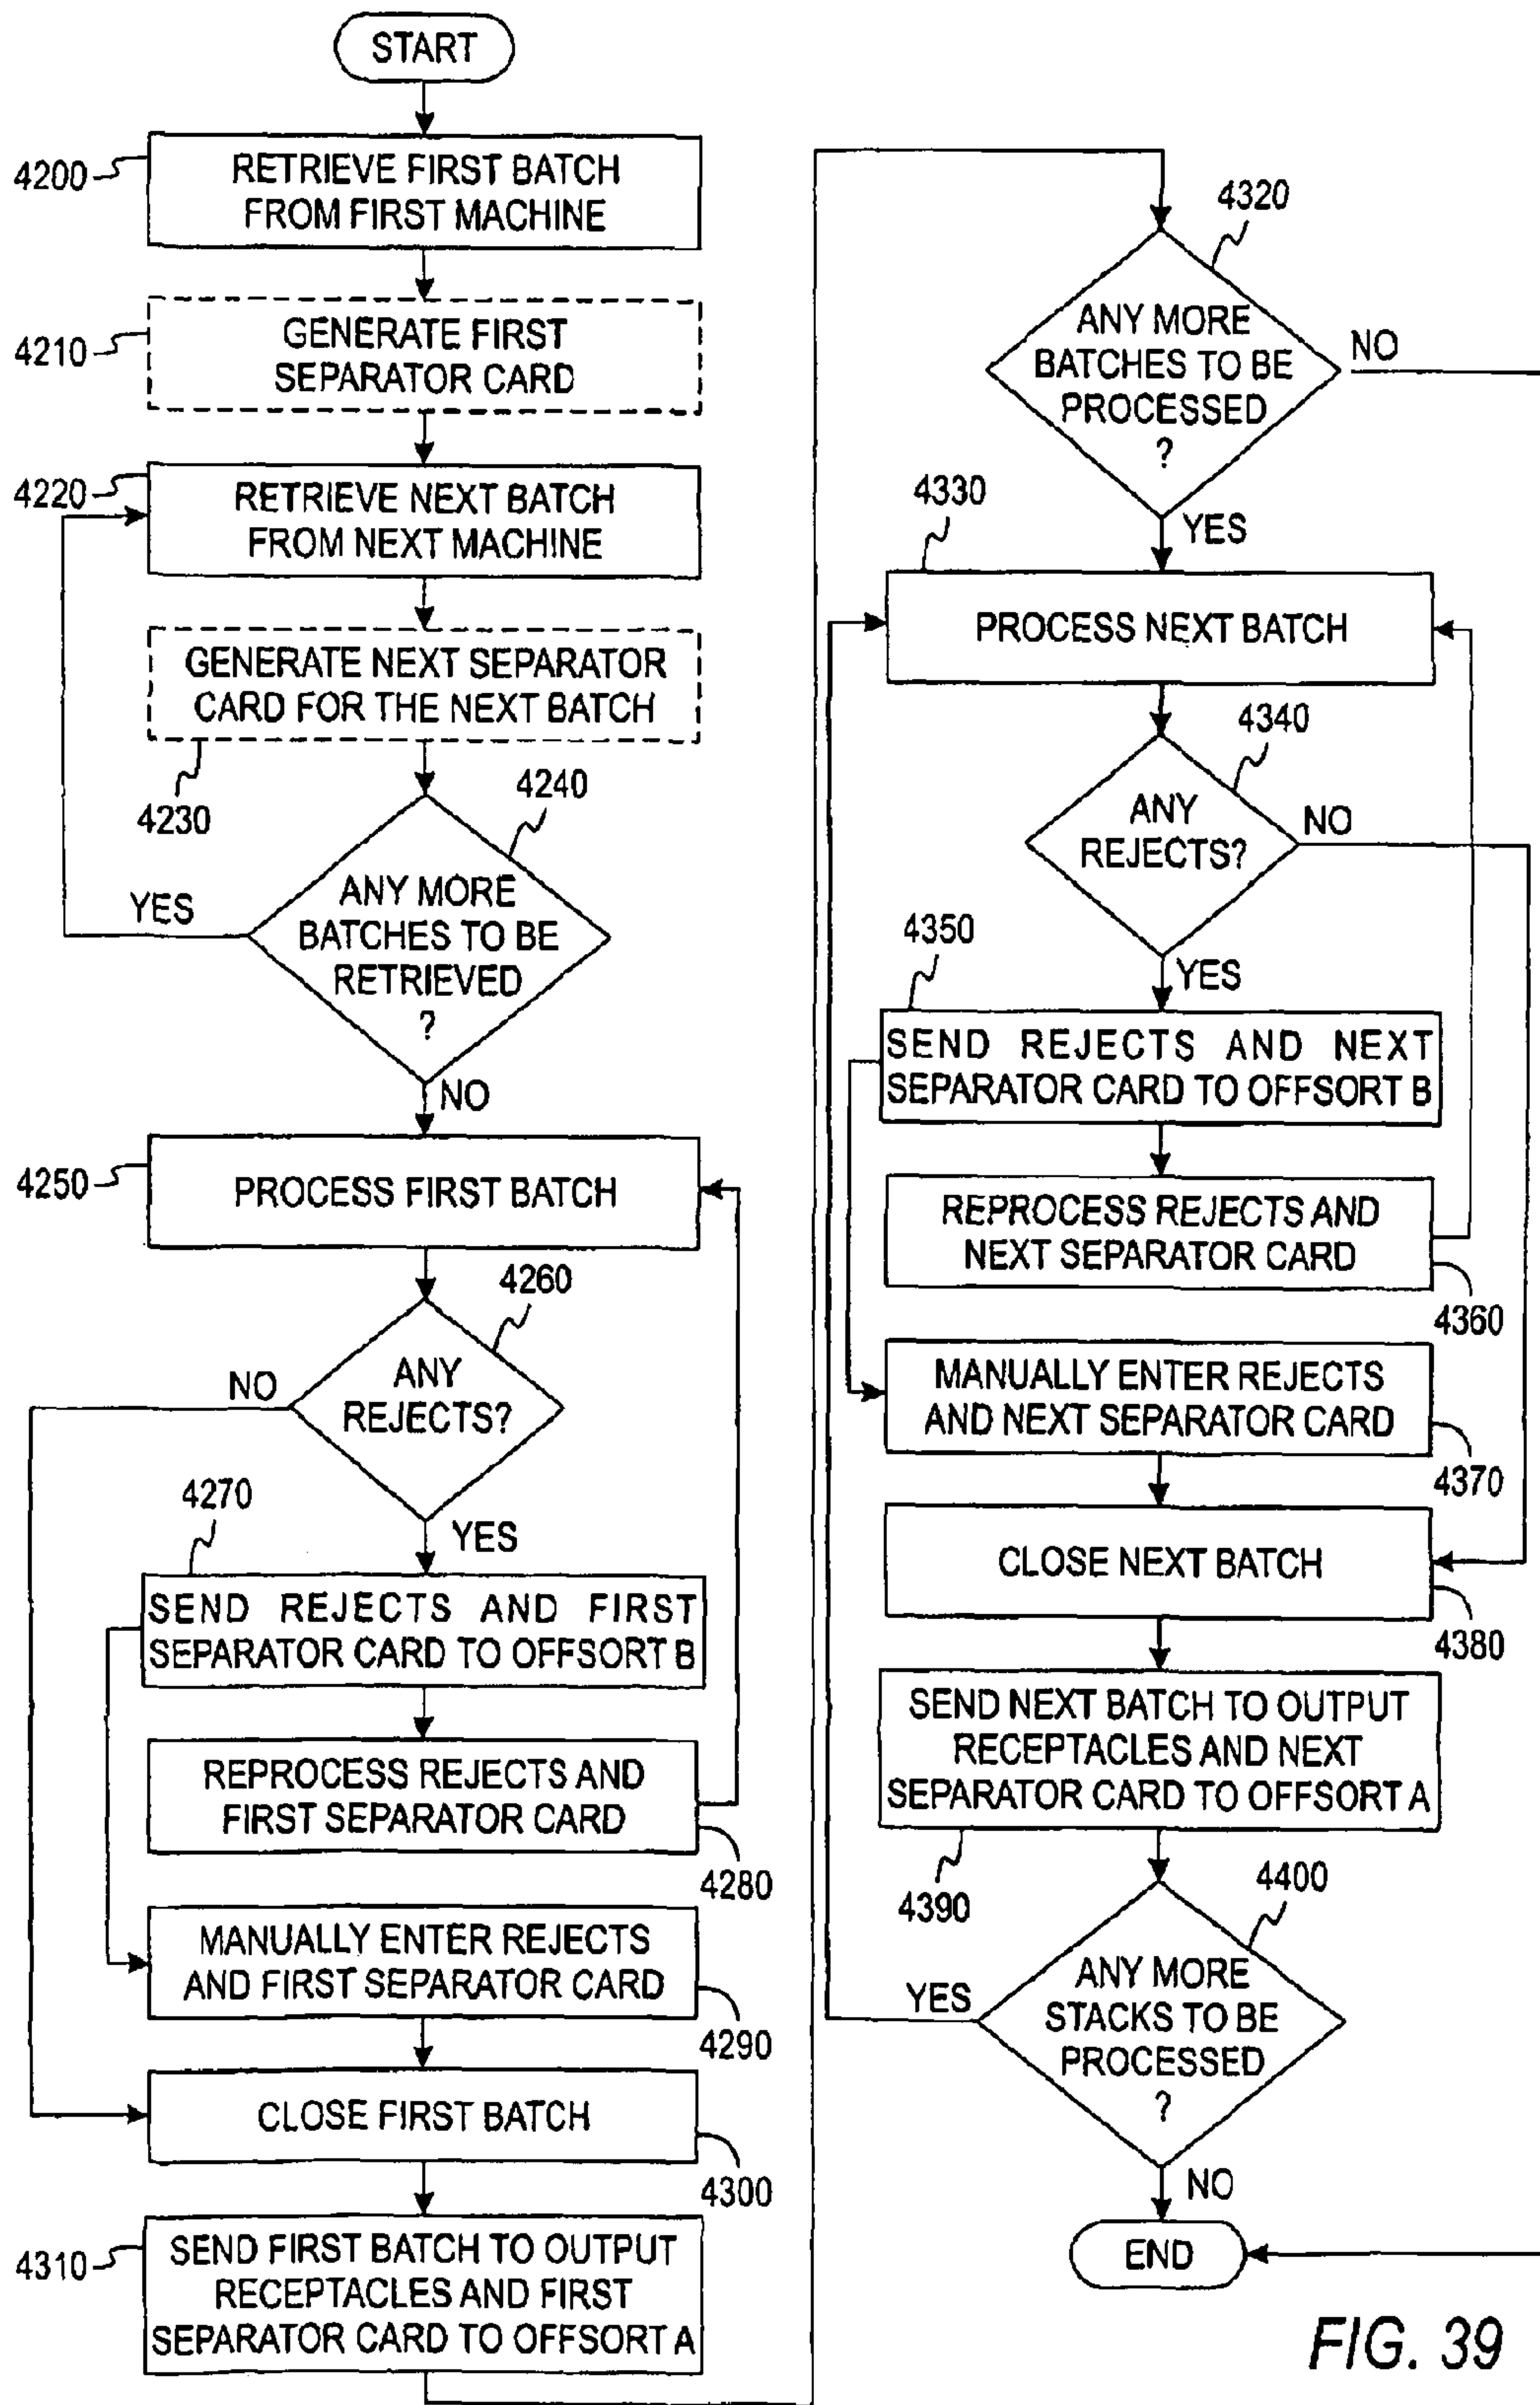 START
4200
RETRIEVE FIRST BATCH
FROM FIRST MACHINE
4210
GENERATE FIRST
SEPARATOR CARD
4220
RETRIEVE NEXT BATCH
FROM NEXT MACHINE
GENERATE NEXT SEPARATOR
CARD FOR THE NEXT BATCH
4230
4240
ANY MORE
BATCHES TO BE
RETRIEVED
?
YES
NO
4250
PROCESS FIRST BATCH
4260
ANY
REJECTS?
NO
YES
4270
SEND REJECTS AND FIRST
SEPARATOR CARD TO OFFSORT B
REPROCESS REJECTS AND
FIRST SEPARATOR CARD
4280
MANUALLY ENTER REJECTS
AND FIRST SEPARATOR CARD
4290
CLOSE FIRST BATCH
4300
4310
SEND FIRST BATCH TO OUTPUT
RECEPTACLES AND FIRST
SEPARATOR CARD TO OFFSORT A
4320
ANY MORE
BATCHES TO BE
PROCESSED
?
NO
YES
4330
PROCESS NEXT BATCH
4340
ANY
REJECTS?
NO
YES
4350
SEND REJECTS AND NEXT
SEPARATOR CARD TO OFFSORT B
REPROCESS REJECTS AND
NEXT SEPARATOR CARD
4360
MANUALLY ENTER REJECTS
AND NEXT SEPARATOR CARD
4370
CLOSE NEXT BATCH
4380
SEND NEXT BATCH TO OUTPUT
RECEPTACLES AND NEXT
SEPARATOR CARD TO OFFSORT A
4390
4400
ANY MORE
STACKS TO BE
PROCESSED
?
YES
NO
END
FIG. 39